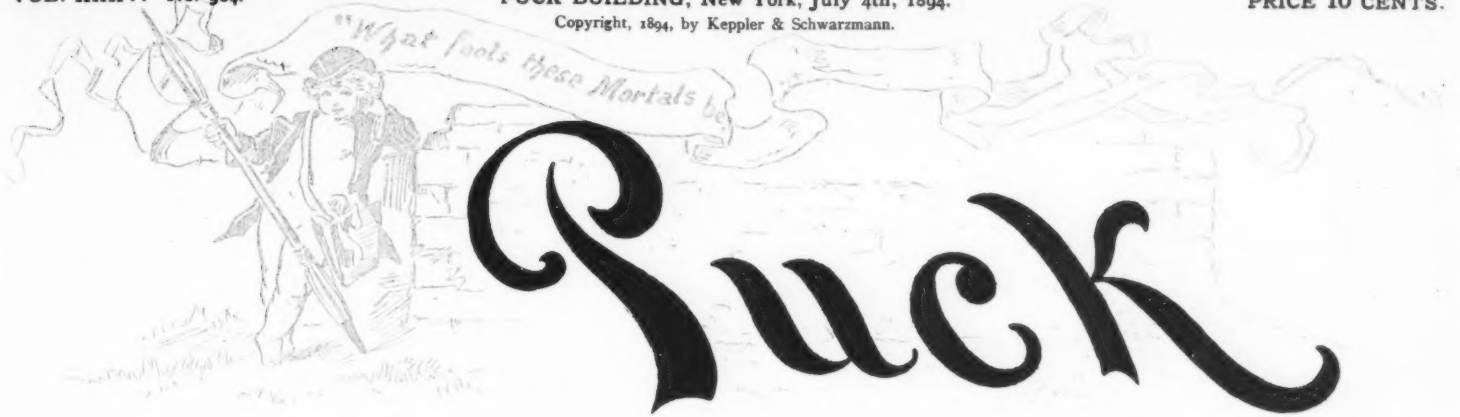 PUCK BUILDING, New York, July 4th, 1894.
PRICE 10 CENTS.
Copyright, 1894, by Keppler & Schwarzmann.
"What fools these Mortals be
Puck